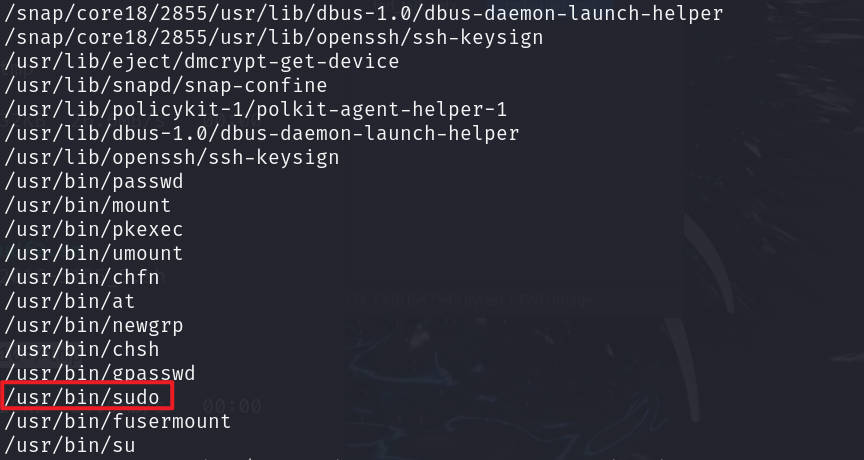 /snap/core18/2855/usr/lib/dbus-1.0/dbus-daemon-launch-helper
/snap/core18/2855/usr/lib/openssh/ssh-keysign
/usr/lib/eject/dmcrypt-get-device
/usr/lib/snapd/snap-confine
/usr/lib/policykit-1/polkit-agent-helper-1
/usr/lib/dbus-1.0/dbus-daemon-launch-helper
/usr/lib/openssh/ssh-keysign
/usr/bin/passwd
/usr/bin/mount
/usr/bin/pkexec
/usr/bin/umount
/usr/bin/chfn
/usr/bin/at
/usr/bin/newgrp
/usr/bin/chsh
/usr/bin/gpasswd
/usr/bin/sudo
00:00
/usr/bin/fusermount
/usr/bin/su